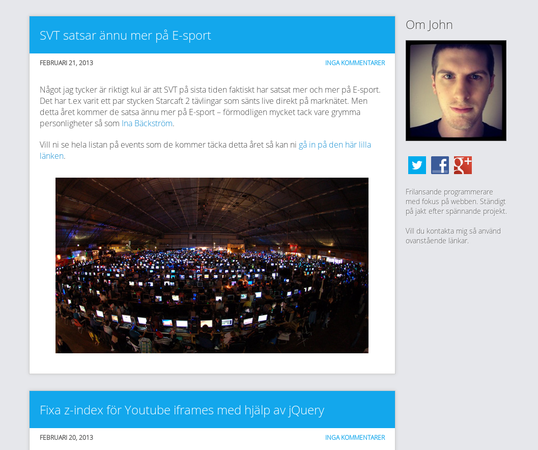 SVT satsar ännu mer på E-sport
FEBRUARI 21, 2013
INGA KOMMENTARER
Något jag tycker är riktigt kul är att SVT på sista tiden faktiskt har satsat mer och mer på E-sport.
Det har t.ex varit ett par stycken Starcaft 2 tävlingar som sänts live direkt på marknätet. Men
detta året kommer de satsa ännu mer på E-sport – förmodligen mycket tack vare grymma
personligheter så som Ina Bäckström.
Vill ni se hela listan på events som de kommer täcka detta året så kan ni gå in på den här lilla
länken.
Fixa z-index för Youtube iframes med hjälp av jQuery
FEBRUARI 20, 2013
INGA KOMMENTARER
Om John
Frilansande programmerare
med fokus på webben. Ständigt
på jakt efter spännande projekt.
Vill du kontakta mig så använd
ovanstående länkar.